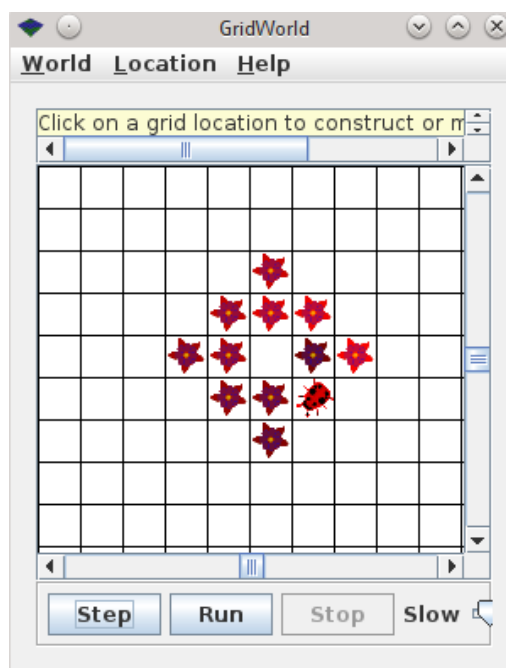 GridWorld
World Location Help
Click on a grid location to construct or m
Step Run Stop Slow